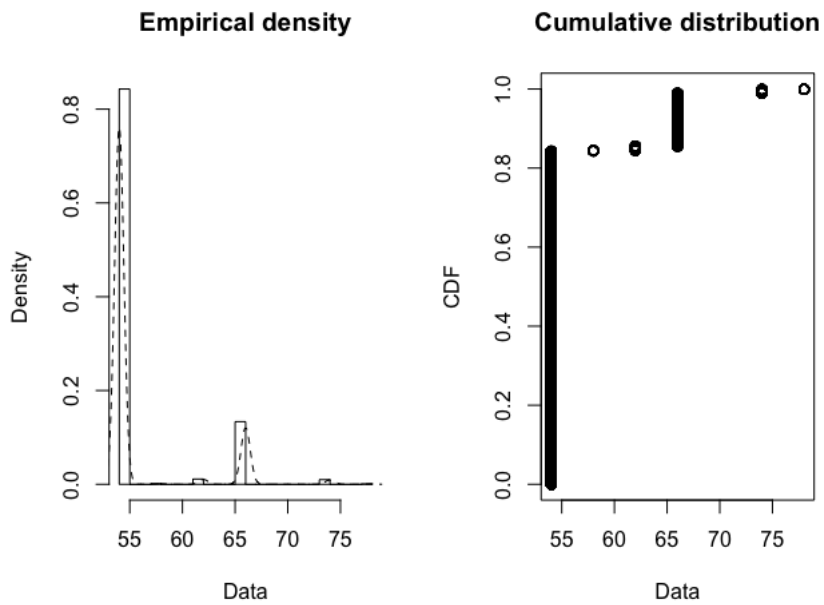 Empirical density
Density
0.0
0.2
0.4
0.6
0.8
55 60 65 70 75
Data
Cumulative distribution
CDF
0.0
0.2
0.4
0.6
0.8
1.0
55 60 65 70 75
Data